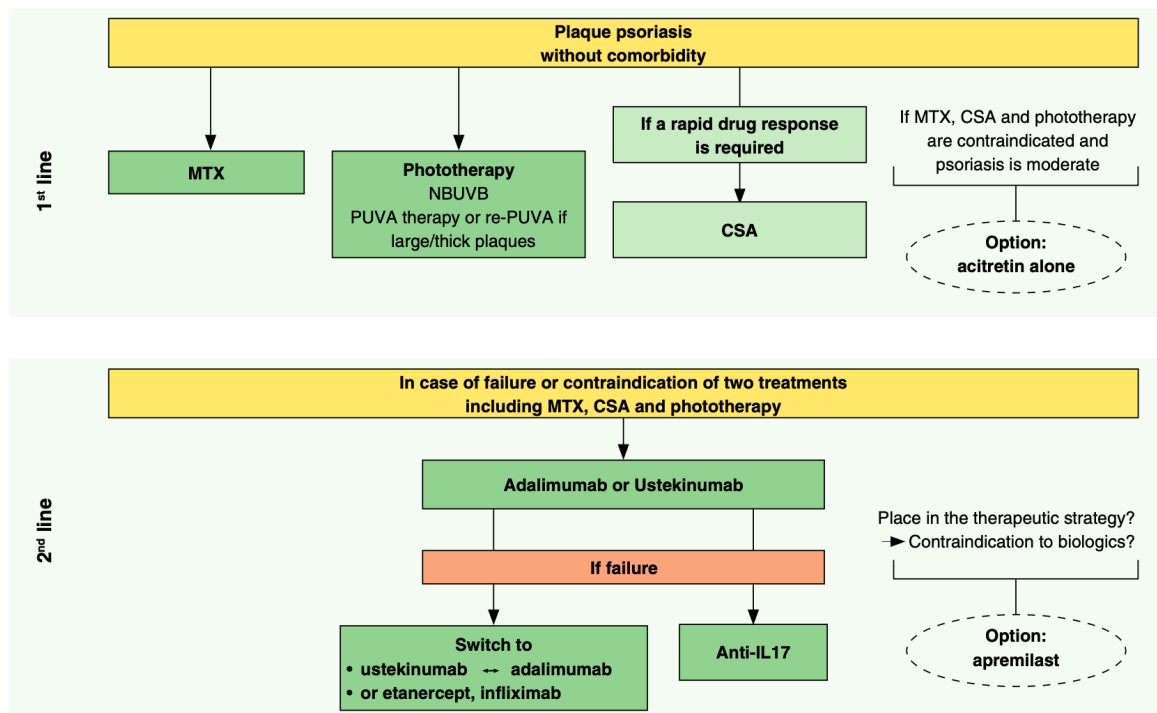 Plaque psoriasis
without comorbidity
1st line
MTX
Phototherapy
NBUVB
PUVA therapy or re-PUVA if
large/thick plaques
If a rapid drug response
is required
CSA
If MTX, CSA and phototherapy
are contraindicated and
psoriasis is moderate
Option:
acitretin alone
In case of failure or contraindication of two treatments
including MTX, CSA and phototherapy
2nd line
Adalimumab or Ustekinumab
If failure
Switch to
• ustekinumab ↔ adalimumab
• or etanercept, infliximab
Anti-IL17
Place in the therapeutic strategy?
→ Contraindication to biologics?
Option:
apremilast